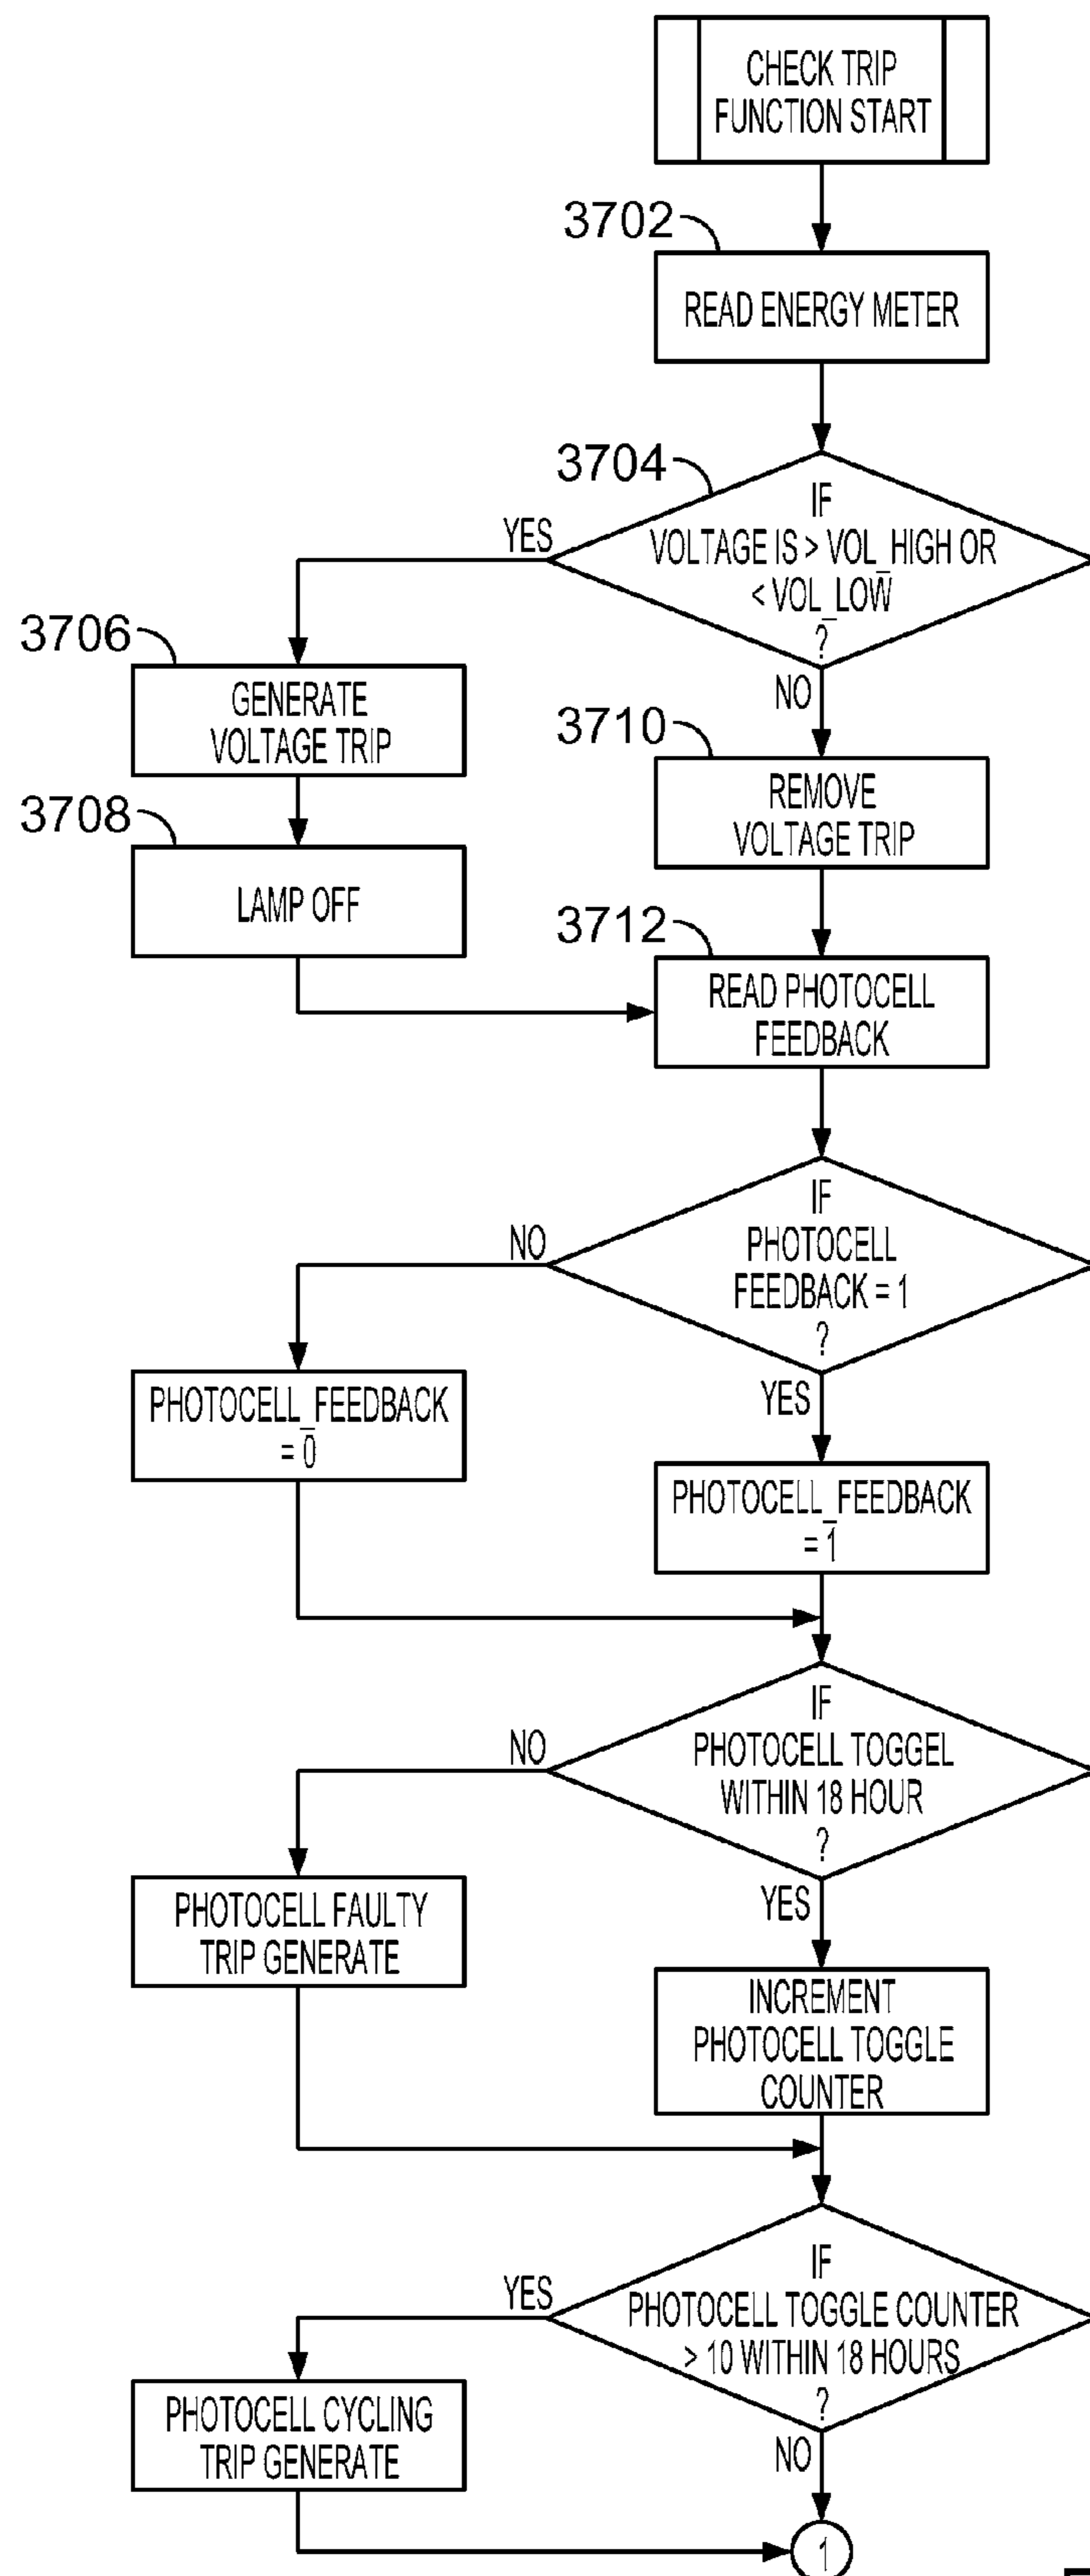 CHECK TRIP
FUNCTION START
3702
READ ENERGY METER
3704
IF
VOLTAGE IS > VOL_HIGH OR
< VOL_LOW
?
YES
NO
3706
GENERATE
VOLTAGE TRIP
3710
REMOVE
VOLTAGE TRIP
3708
LAMP OFF
3712
READ PHOTOCELL
FEEDBACK
IF
PHOTOCELL
FEEDBACK = 1
?
NO
YES
PHOTOCELL_FEEDBACK
= 0
PHOTOCELL_FEEDBACK
= 1
IF
PHOTOCELL TOGGEL
WITHIN 18 HOUR
?
NO
YES
PHOTOCELL FAULTY
TRIP GENERATE
INCREMENT
PHOTOCELL TOGGLE
COUNTER
IF
PHOTOCELL TOGGLE COUNTER
> 10 WITHIN 18 HOURS
?
YES
NO
PHOTOCELL CYCLING
TRIP GENERATE
1